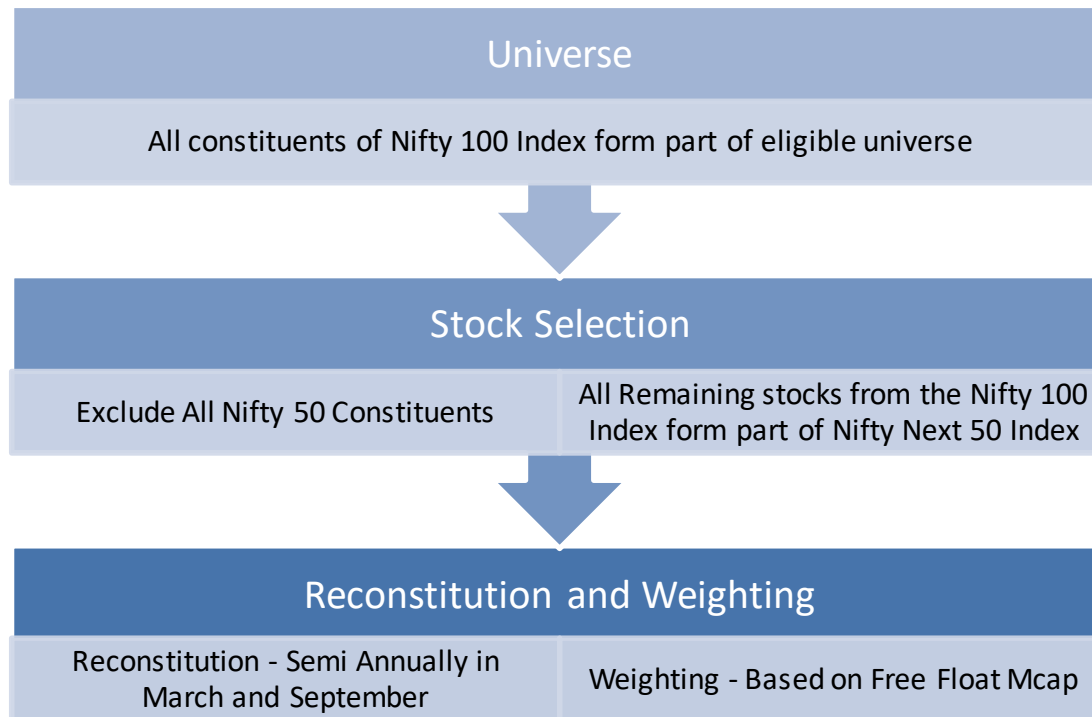 Universe
All constituents of Nifty 100 Index form part of eligible universe
Stock Selection
Exclude All Nifty 50 Constituents
All Remaining stocks from the Nifty 100
Index form part of Nifty Next 50 Index
Reconstitution and Weighting
Reconstitution - Semi Annually in
March and September
Weighting - Based on Free Float Mcap